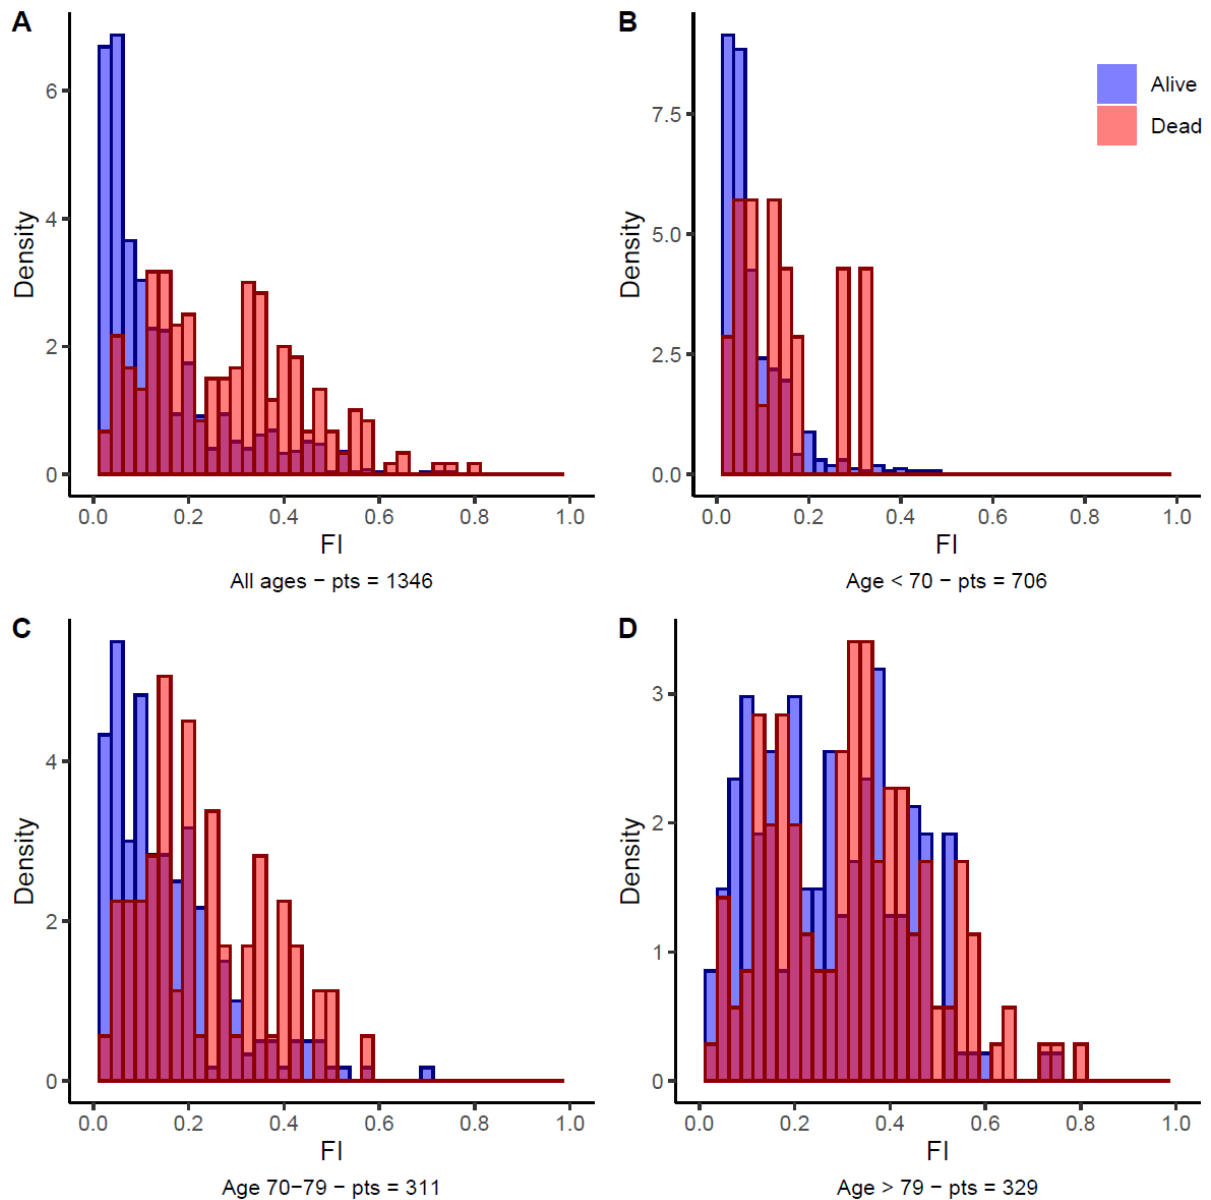 A
6
4
2
0
Density
0.0 0.2 0.4 0.6 0.8 1.0
FI
All ages − pts = 1346
B
7.5
5.0
2.5
0.0
Density
Alive
Dead
0.0 0.2 0.4 0.6 0.8 1.0
FI
Age < 70 − pts = 706
C
4
2
0
Density
0.0 0.2 0.4 0.6 0.8 1.0
FI
Age 70−79 − pts = 311
D
3
2
1
0
Density
0.0 0.2 0.4 0.6 0.8 1.0
FI
Age > 79 − pts = 329